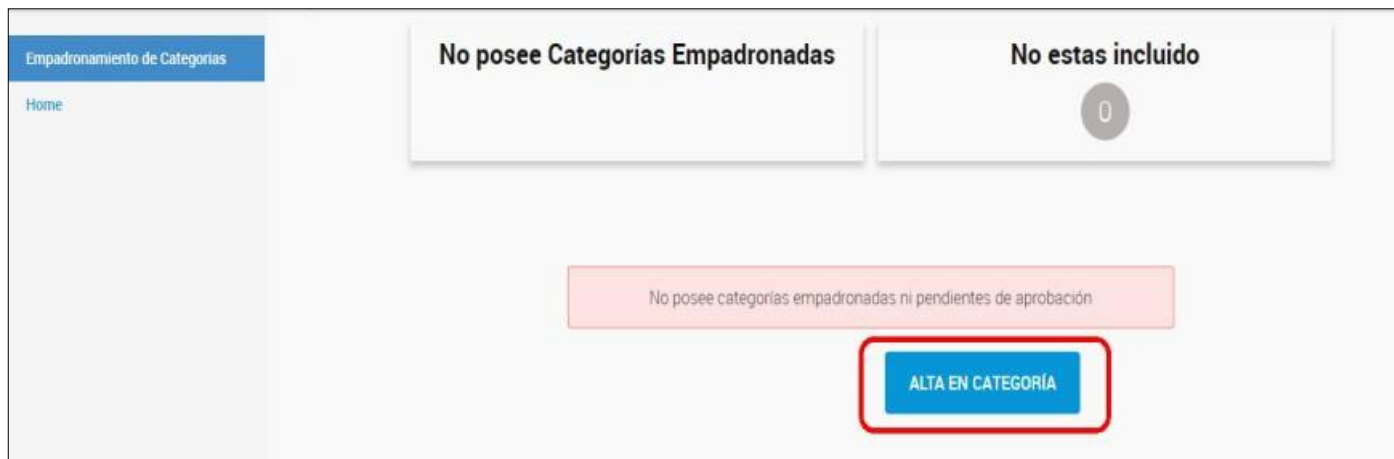 Empadronamiento de Categorias
Home
No posee Categorías Empadronadas
No estas incluido
0
No posee categorías empadronadas ni pendientes de aprobación
ALTA EN CATEGORÍA